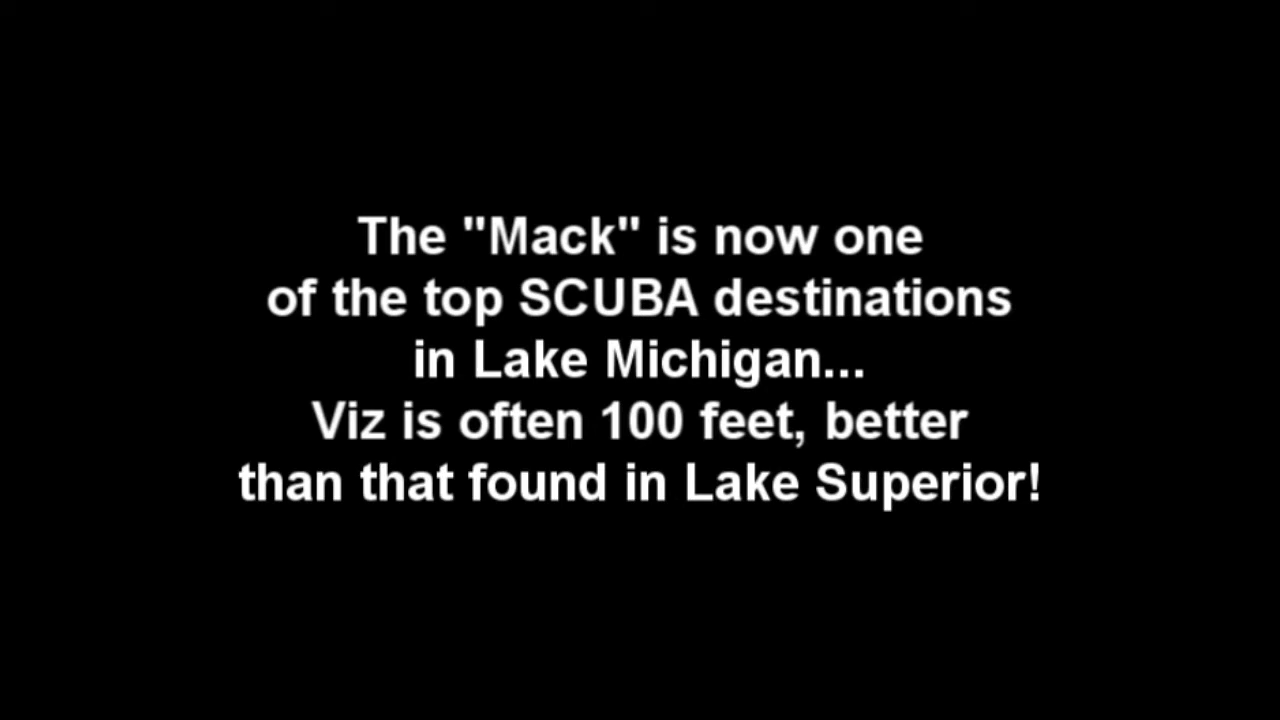 The "Mack" is now one
of the top SCUBA destinations
in Lake Michigan...
Viz is often 100 feet, better
than that found in Lake Superior!